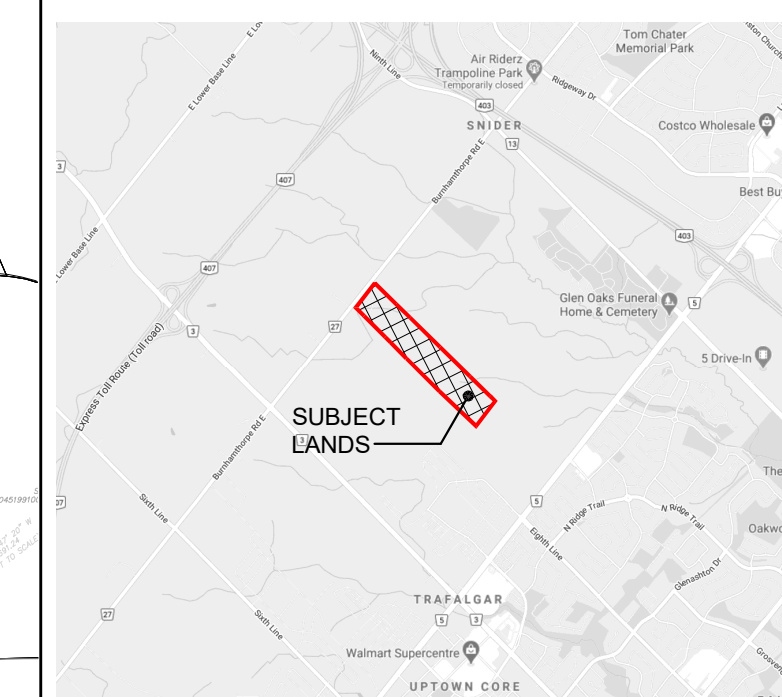 E Lower Base Line
Ninth Line
Tom Chater
Memorial Park
Air Riderz
Trampoline Park
Temporarily closed
Ridgeway Dr
403
SNIDER
13
Costco Wholesale
3
407
Burnhamthorpe Rd E
Best Bu
403
Lower Base Line
407
Glen Oaks Funeral
Home & Cemetery
5
27
3
Express Toll Route (Toll road)
5 Drive-In
SUBJECT
LANDS
3
Burnhamthorpe Rd E
Sixth Line
07
5
N Ridge Trail
N Ridge Trail
The
Eighth Line
Oakwo
Glenashton Dr
27
TRAFALGAR
5
3
Sixth Line
Walmart Supercentre
UPTOWN CORE
Grosven